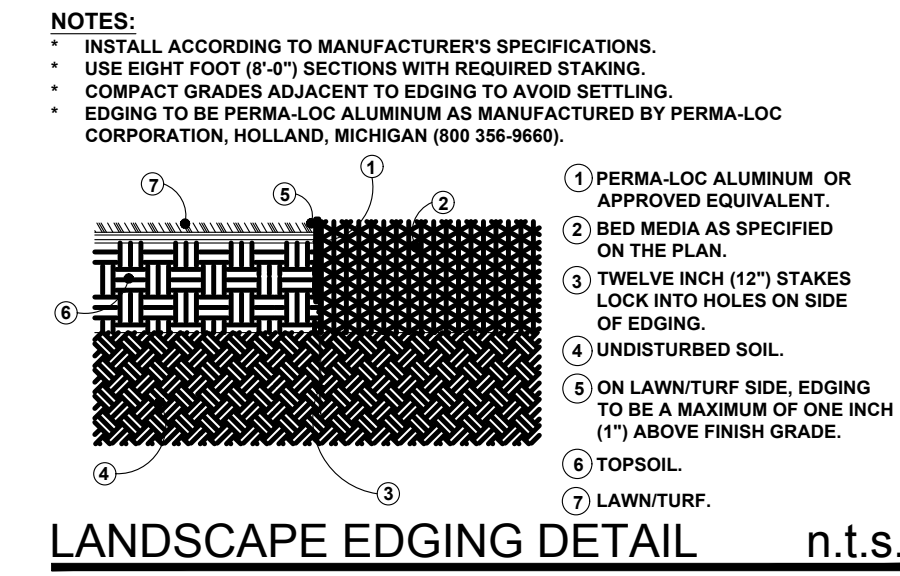 NOTES:
* INSTALL ACCORDING TO MANUFACTURER'S SPECIFICATIONS.
* USE EIGHT FOOT (8'-0") SECTIONS WITH REQUIRED STAKING.
* COMPACT GRADES ADJACENT TO EDGING TO AVOID SETTLING.
* EDGING TO BE PERMA-LOC ALUMINUM AS MANUFACTURED BY PERMA-LOC
CORPORATION, HOLLAND, MICHIGAN (800 356-9660).
1
7
5
2
6
4
3
1 PERMA-LOC ALUMINUM OR
APPROVED EQUIVALENT.
2 BED MEDIA AS SPECIFIED
ON THE PLAN.
3 TWELVE INCH (12") STAKES
LOCK INTO HOLES ON SIDE
OF EDGING.
4 UNDISTURBED SOIL.
5 ON LAWN/TURF SIDE, EDGING
TO BE A MAXIMUM OF ONE INCH
(1") ABOVE FINISH GRADE.
6 TOPSOIL.
7 LAWN/TURF.
LANDSCAPE EDGING DETAIL n.t.s.